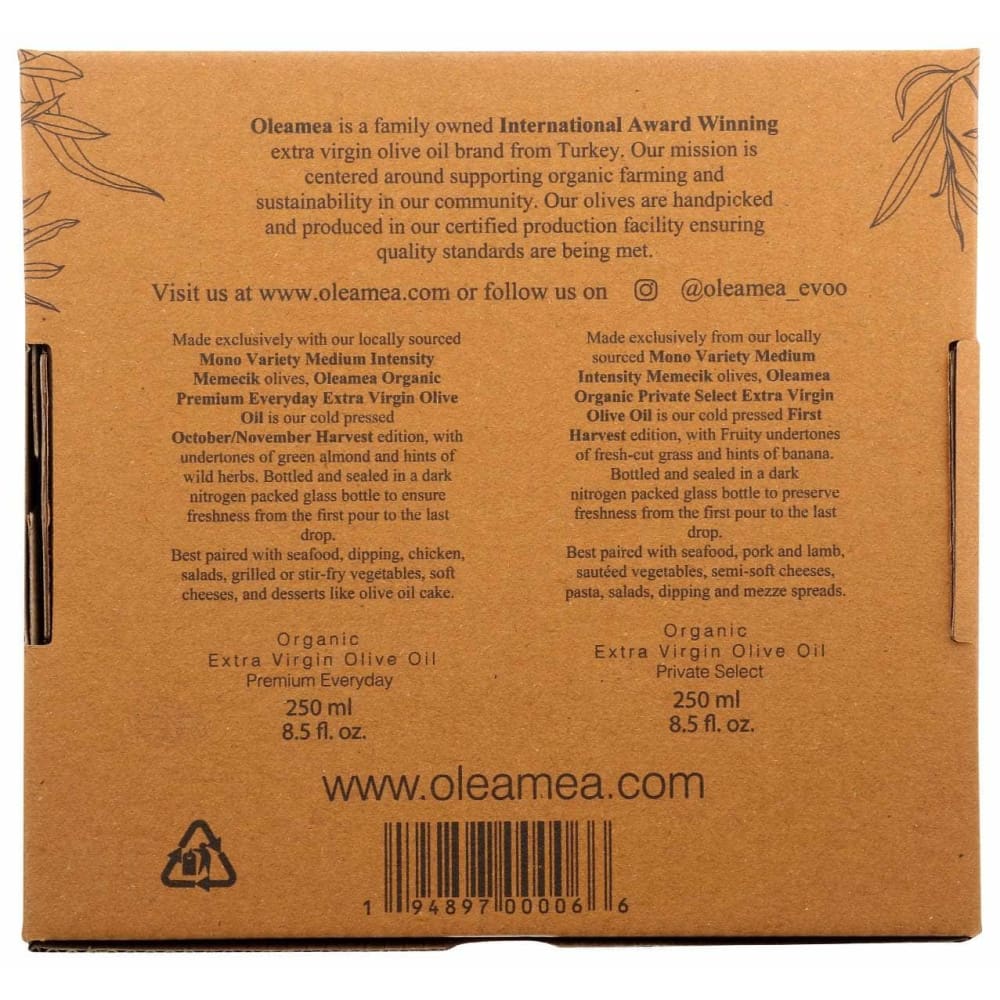 Oleamea is a family owned International Award Winning
extra virgin olive oil brand from Turkey. Our mission is
centered around supporting organic farming and
sustainability in our community. Our olives are handpicked
and produced in our certified production facility ensuring
quality standards are being met.
Visit us at www.oleamea.com or follow us on @oleamea_evoo
Made exclusively with our locally sourced
Mono Variety Medium Intensity
Memecik olives, Oleamea Organic
Premium Everyday Extra Virgin Olive
Oil is our cold pressed
October/November Harvest edition, with
undertones of green almond and hints of
wild herbs. Bottled and sealed in a dark
nitrogen packed glass bottle to ensure
freshness from the first pour to the last
drop.
Best paired with seafood, dipping, chicken,
salads, grilled or stir-fry vegetables, soft
cheeses, and desserts like olive oil cake.
Organic
Extra Virgin Olive Oil
Premium Everyday
250 ml
8.5 fl. oz.
Made exclusively from our locally
sourced Mono Variety Medium
Intensity Memecik olives, Oleamea
Organic Private Select Extra Virgin
Olive Oil is our cold pressed First
Harvest edition, with Fruity undertones
of fresh-cut grass and hints of banana.
Bottled and sealed in a dark
nitrogen packed glass bottle to preserve
freshness from the first pour to the last
drop.
Best paired with seafood, pork and lamb,
sautéed vegetables, semi-soft cheeses,
pasta, salads, dipping and mezze spreads.
Organic
Extra Virgin Olive Oil
Private Select
250 ml
8.5 fl. oz.
www.oleamea.com
1 94897 00006 6